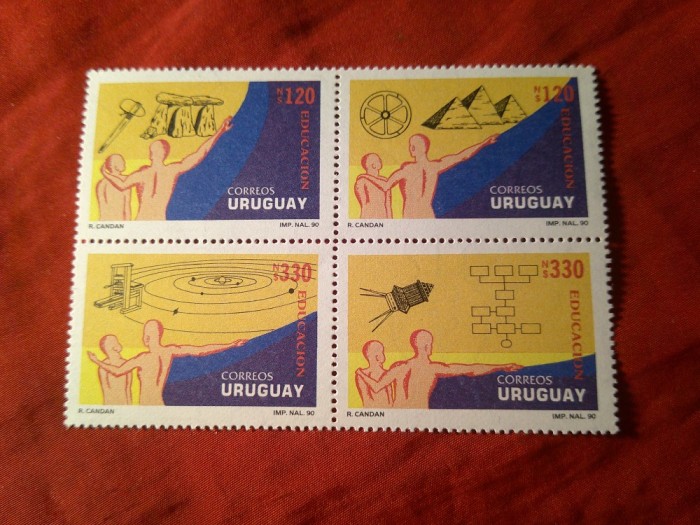 N$120
EDUCACION
CORREOS
URUGUAY
R. CANDAN
IMP. NAL. 90
N$120
EDUCACION
CORREOS
URUGUAY
R. CANDAN
IMP. NAL. 90
N$330
EDUCACION
CORREOS
URUGUAY
R. CANDAN
IMP. NAL. 90
N$330
EDUCACION
CORREOS
URUGUAY
R. CANDAN
IMP. NAL. 90